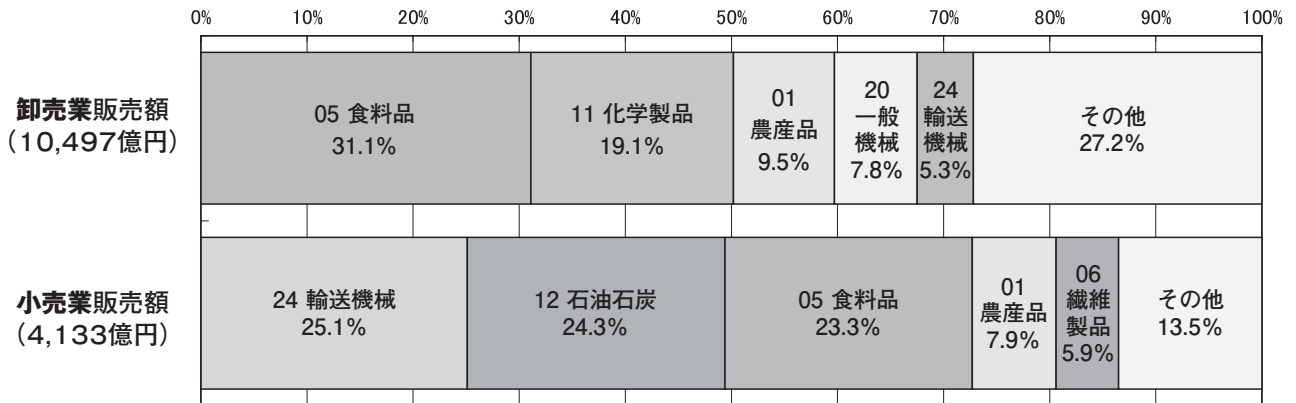 0% 10% 20% 30% 40% 50% 60% 70% 80% 90% 100%
卸売業販売額
（10,497億円）
05 食料品
31.1%
11 化学製品
19.1%
01
農産品
9.5%
20
一般
機械
7.8%
24
輸送
機械
5.3%
その他
27.2%
小売業販売額
（4,133億円）
24 輸送機械
25.1%
12 石油石炭
24.3%
05 食料品
23.3%
01
農産品
7.9%
06
繊維
製品
5.9%
その他
13.5%